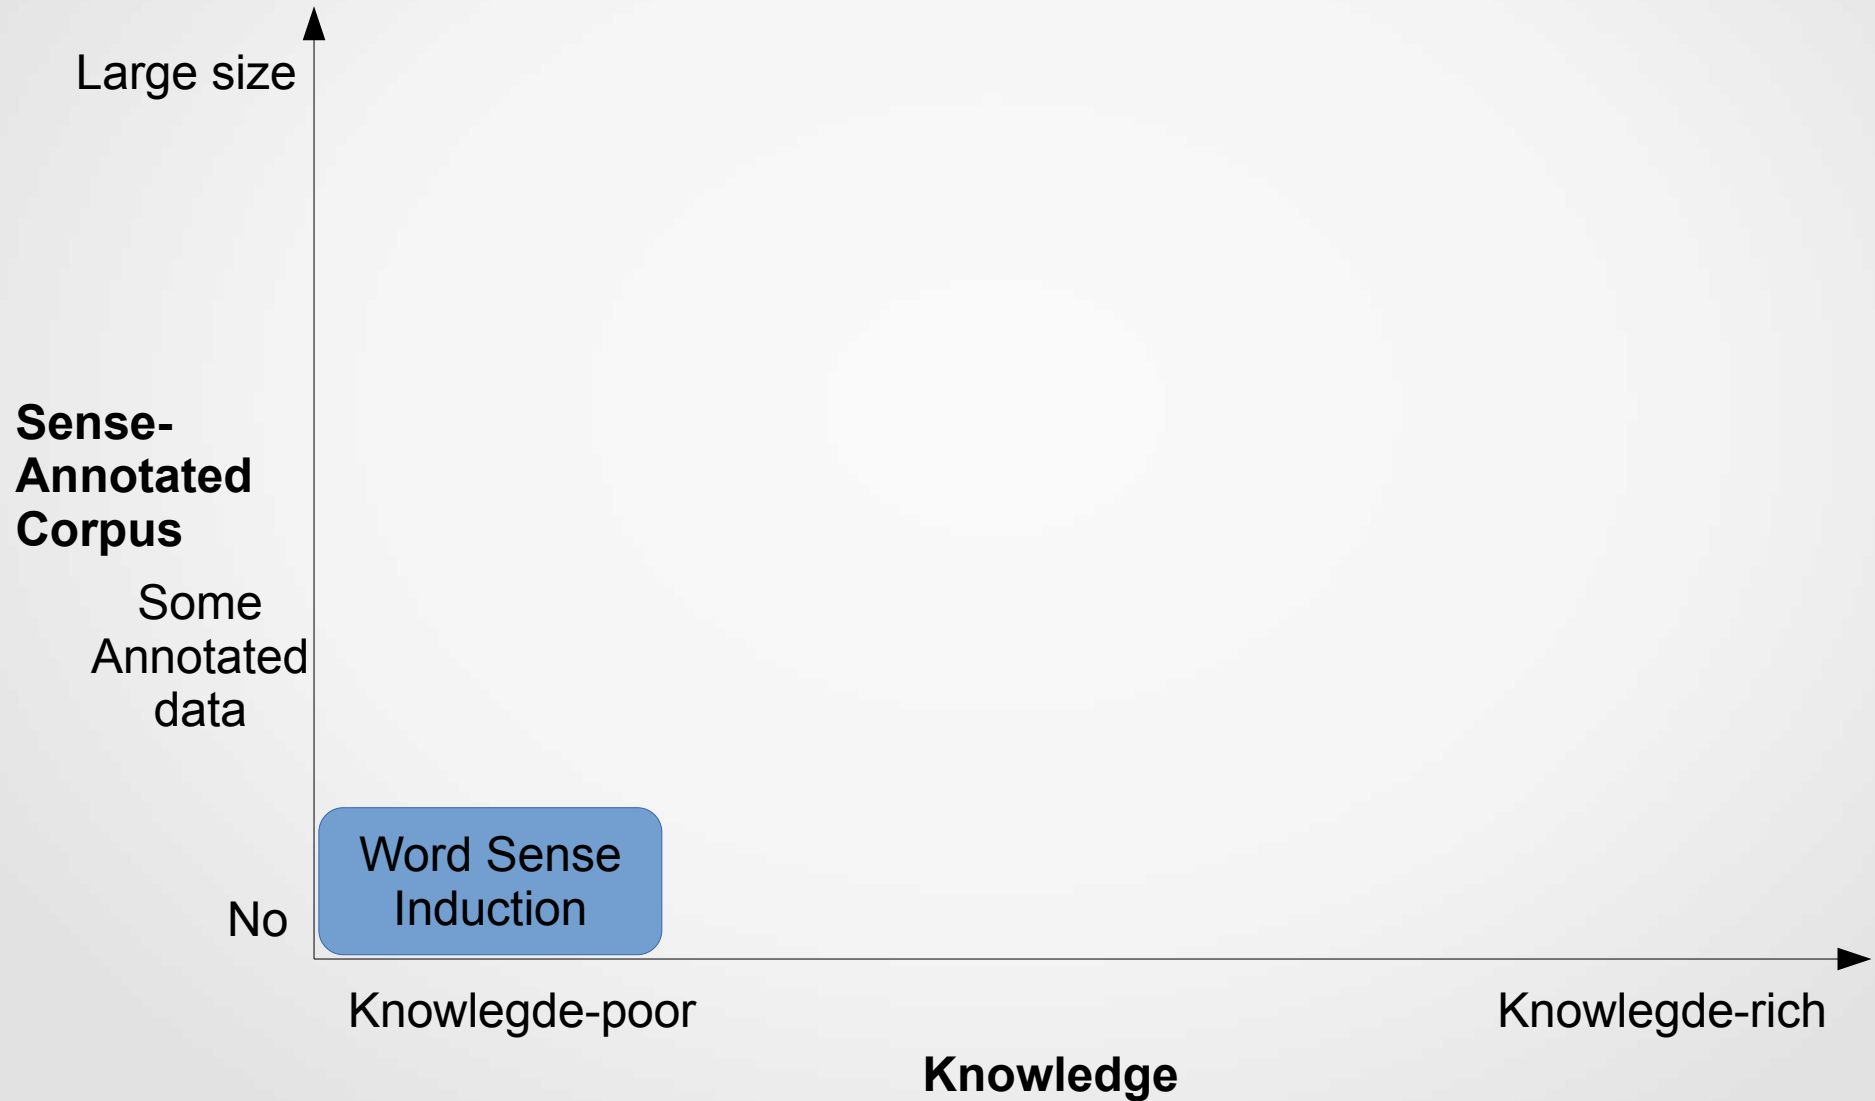 Large size
Sense-
Annotated
Corpus
Some
Annotated
data
Word Sense
Induction
No
Knowlegde-poor
Knowlegde-rich
Knowledge